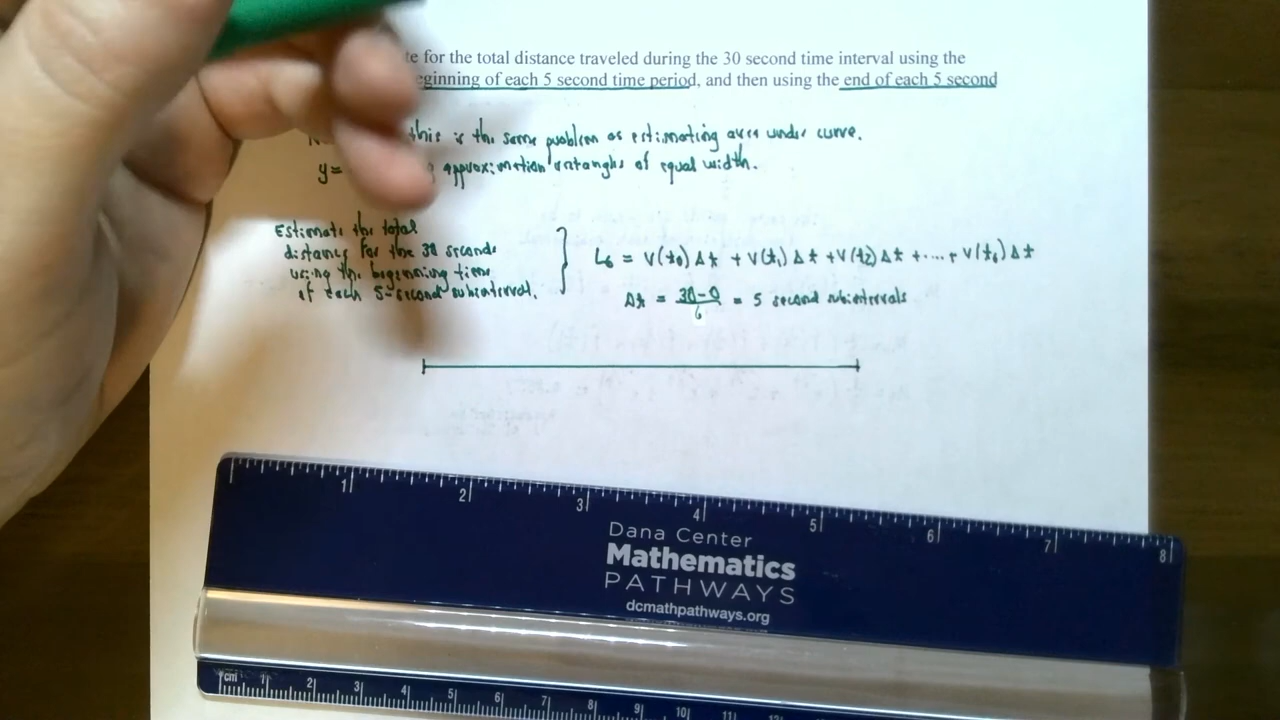 te for the total distance traveled during the 30 second time interval using the
eginning of each 5 second time period, and then using the end of each 5 second
this is the same problem as estimating area under curve.
y= approximation rectangles of equal width.
Estimate the total
distance for the 30 seconds
using the beginning time
of each 5-second subinterval.
L₆ = v(t₀) Δt + v(t₁) Δt + v(t₂) Δt + .... + v(t₆) Δt
Δt = 30-0/6 = 5 second subintervals
1 2 3 4 5 6 7 8
Dana Center
Mathematics
PATHWAYS
dcmathpathways.org
cm 1 2 3 4 5 6 7 8 9 10 11